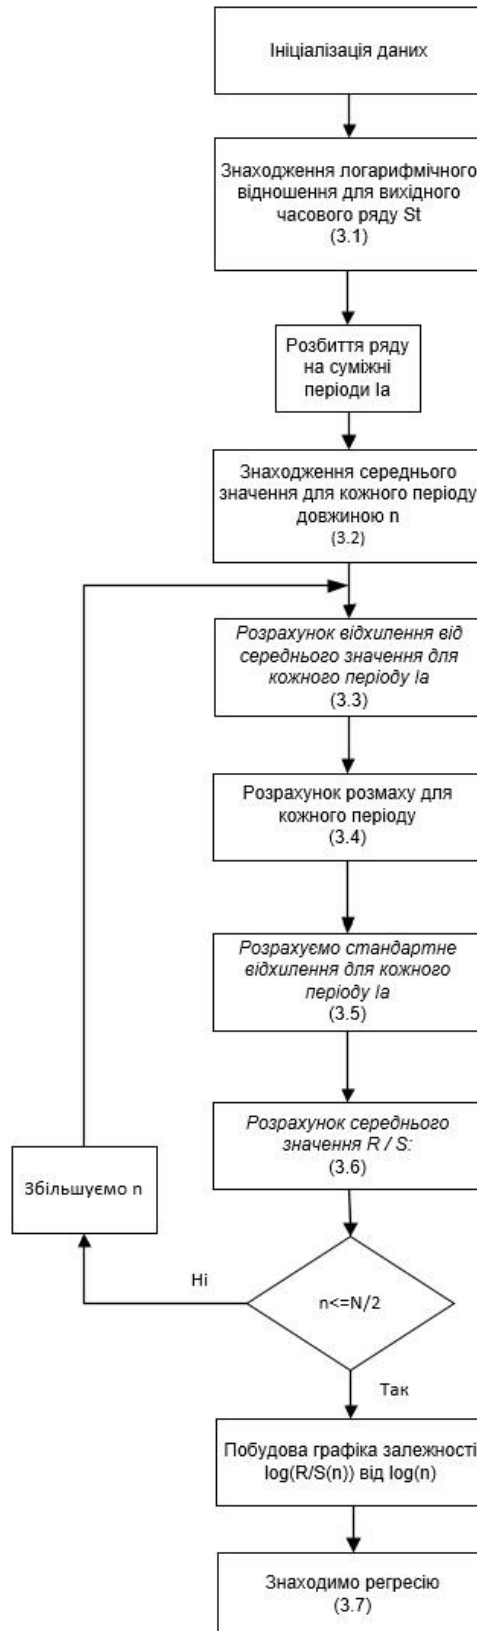 Ініціалізація даних
Знаходження логарифмічного
відношення для вихідного
часового ряду St
(3.1)
Розбиття ряду
на суміжні
періоди Ia
Знаходження середнього
значення для кожного періоду
довжиною n
(3.2)
Розрахунок відхилення від
середнього значення для
кожного періоду Ia
(3.3)
Розрахунок розмаху для
кожного періоду
(3.4)
Розрахуємо стандартне
відхилення для кожного
періоду Ia
(3.5)
Розрахунок середнього
значення R / S:
(3.6)
Збільшуємо n
Ні
n<=N/2
Так
Побудова графіка залежності
log(R/S(n)) від log(n)
Знаходимо регресію
(3.7)